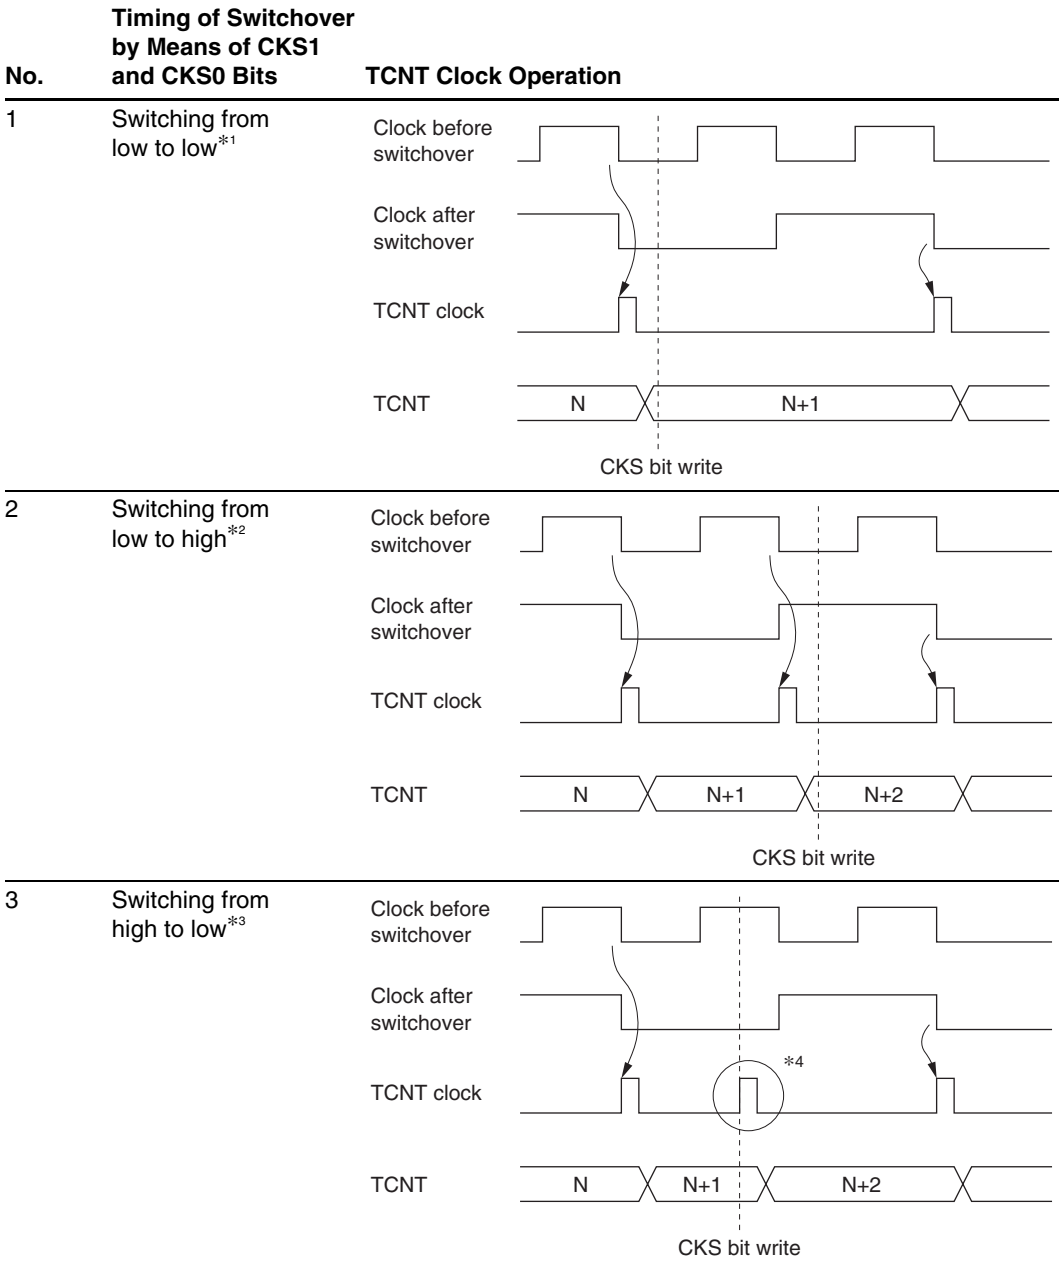 Timing of Switchover
by Means of CKS1
No. and CKS0 Bits TCNT Clock Operation
1 Switching from
low to low*1
Clock before
switchover
Clock after
switchover
TCNT clock
TCNT N N+1
CKS bit write
2 Switching from
low to high*2
Clock before
switchover
Clock after
switchover
TCNT clock
TCNT N N+1 N+2
CKS bit write
3 Switching from
high to low*3
Clock before
switchover
Clock after
switchover
*4
TCNT clock
TCNT N N+1 N+2
CKS bit write